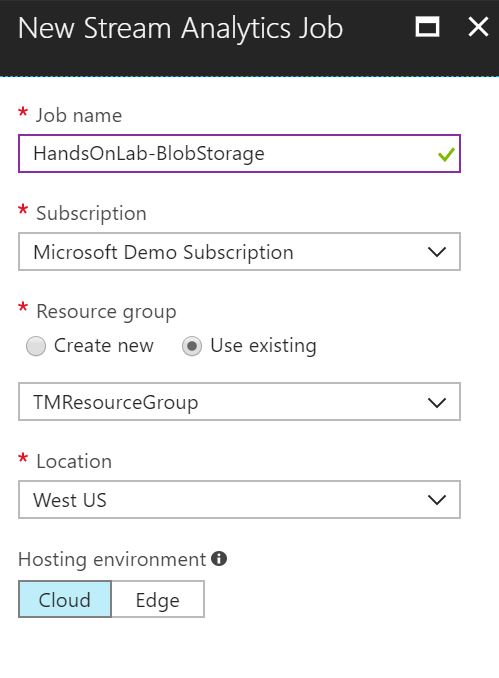 New Stream Analytics Job
* Job name
HandsOnLab-BlobStorage
* Subscription
Microsoft Demo Subscription
* Resource group
Create new Use existing
TMResourceGroup
* Location
West US
Hosting environment
Cloud Edge